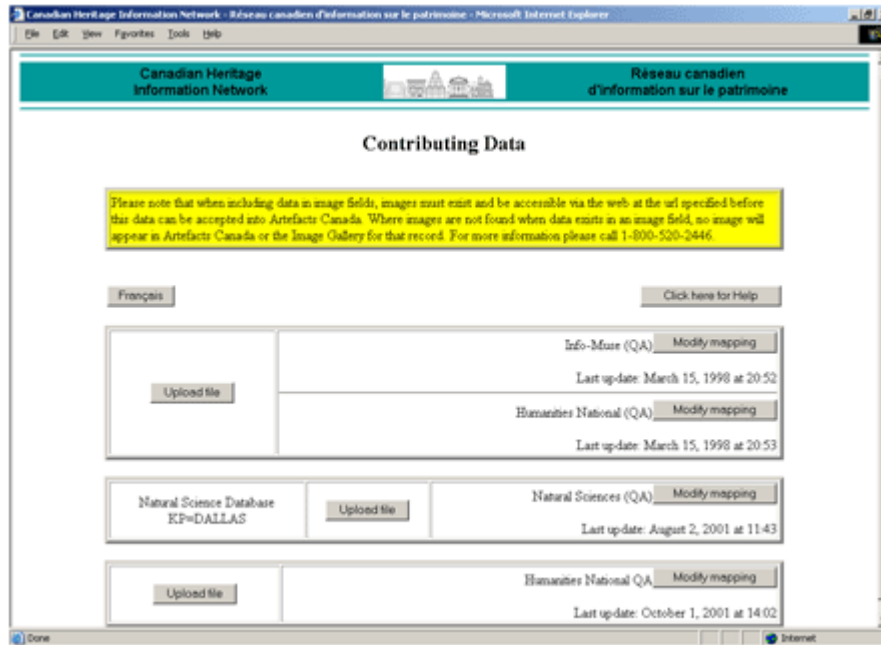 Canadian Heritage Information Network - Réseau canadien d'information sur le patrimoine - Microsoft Internet Explorer
File Edit View Favorites Tools Help
Canadian Heritage
Information Network
Réseau canadien
d'information sur le patrimoine
Contributing Data
Please note that when including data in image fields, images must exist and be accessible via the web at the url specified before
this data can be accepted into Artefacts Canada. Where images are not found when data exists in an image field, no image will
appear in Artefacts Canada or the Image Gallery for that record. For more information please call 1-800-520-2446.
Français
Click here for Help
Upload file
Info-Muse (QA) Modify mapping
Last update: March 15, 1998 at 20:52
Humanities National (QA) Modify mapping
Last update: March 15, 1998 at 20:53
Natural Science Database
KP=DALLAS
Upload file
Natural Sciences (QA) Modify mapping
Last update: August 2, 2001 at 11:43
Upload file
Humanities National QA Modify mapping
Last update: October 1, 2001 at 14:02
Done
Internet